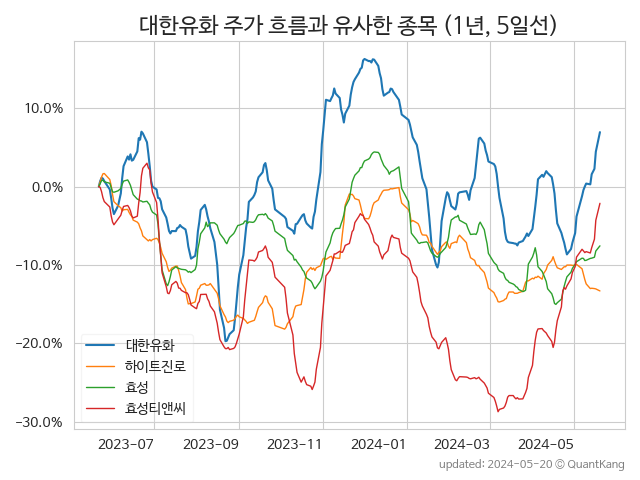 대한유화 주가 흐름과 유사한 종목 (1년, 5일선)
10.0%
0.0%
−10.0%
−20.0%
−30.0%
대한유화
하이트진로
효성
효성티앤씨
2023-07 2023-09 2023-11 2024-01 2024-03 2024-05
updated: 2024-05-20 ⓒ QuantKang